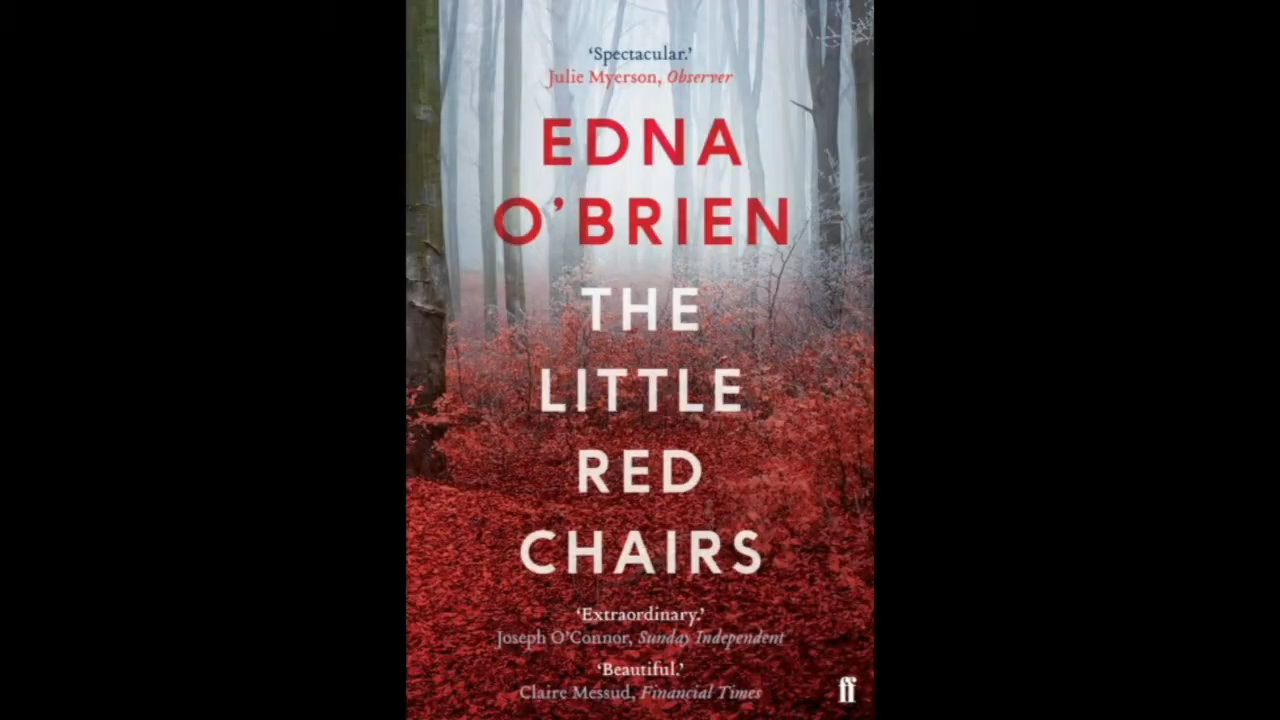 ‘Spectacular.’
Julie Myerson, Observer
EDNA
O’BRIEN
THE
LITTLE
RED
CHAIRS
‘Extraordinary.’
Joseph O’Connor, Sunday Independent
‘Beautiful.’
Claire Messud, Financial Times
ff